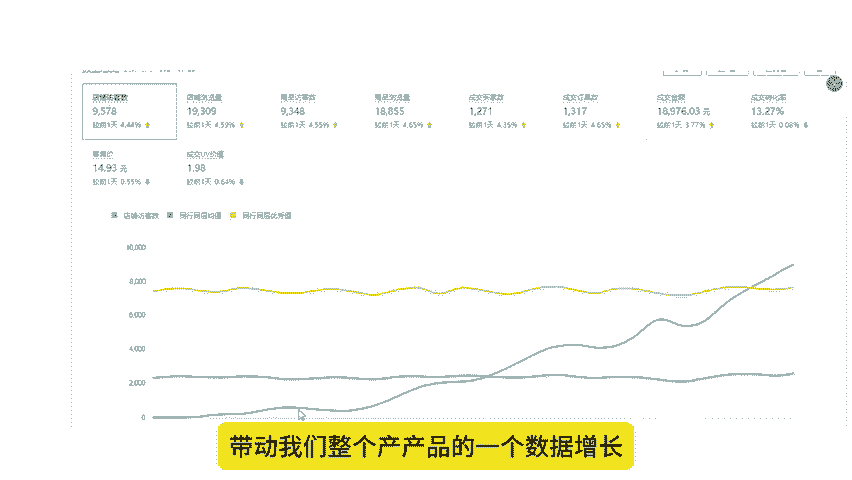 店铺访客数 店铺浏览量 商品访客数 商品浏览量 成交买家数 成交订单数 成交金额 成交转化率
9,578 19,309 9,348 18,855 1,271 1,317 18,976.03 元 13.27%
较前1天 4.44% 较前1天 4.59% 较前1天 4.55% 较前1天 4.65% 较前1天 4.35% 较前1天 4.65% 较前1天 3.77% 较前1天 0.08%
客单价
14.93 元 1.98
较前1天 0.55% 较前1天 0.64%
店铺访客数 同行同层均值 同行同层优秀值
10,000
8,000
6,000
4,000
2,000
0
带动我们整个产产品的一个数据增长